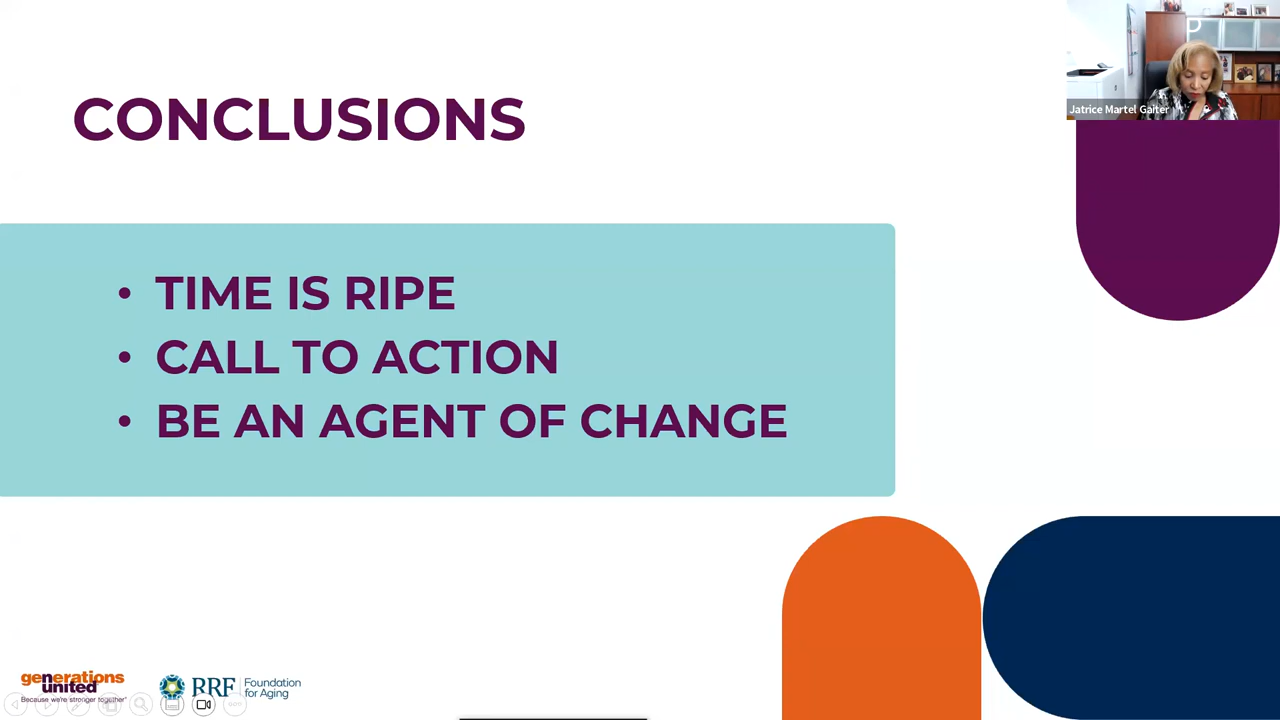 Jatrice Martel Gaiter
CONCLUSIONS
• TIME IS RIPE
• CALL TO ACTION
• BE AN AGENT OF CHANGE
generations
united
Because we're stronger together®
RRF
Foundation
for Aging